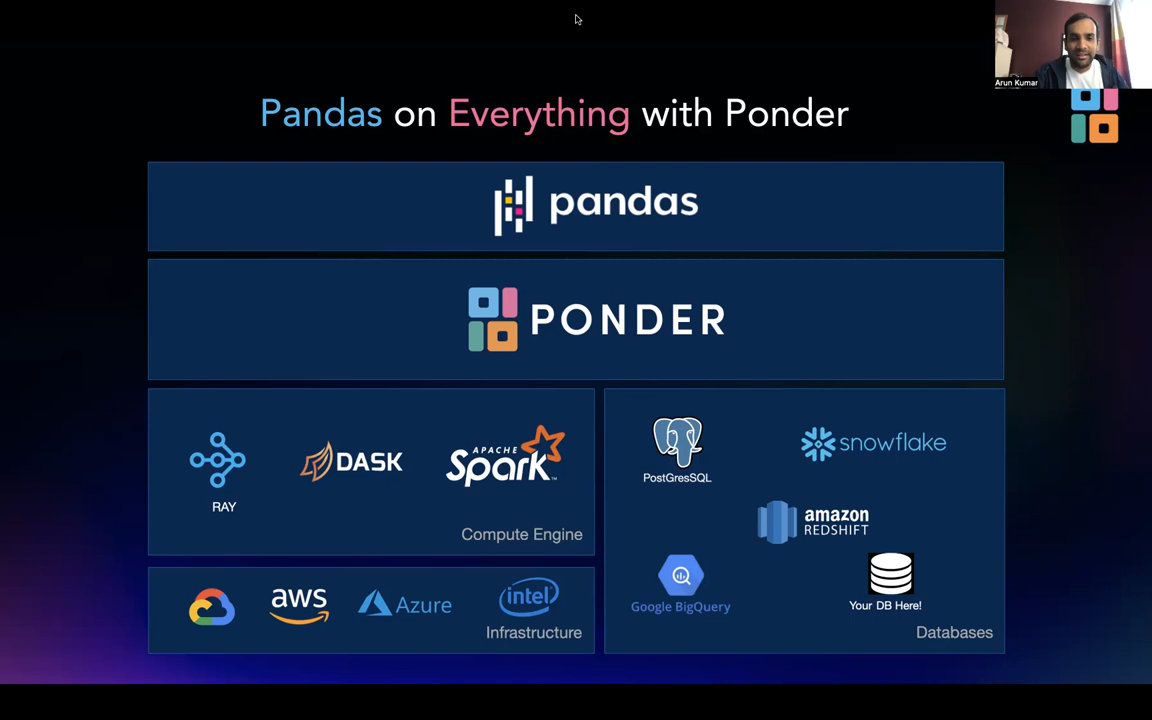 Arun Kumar
Pandas on Everything with Ponder
pandas
PONDER
RAY
DASK
APACHE
Spark™
Compute Engine
aws
Azure
intel
Infrastructure
PostGresSQL
snowflake
amazon
REDSHIFT
Google BigQuery
Your DB Here!
Databases